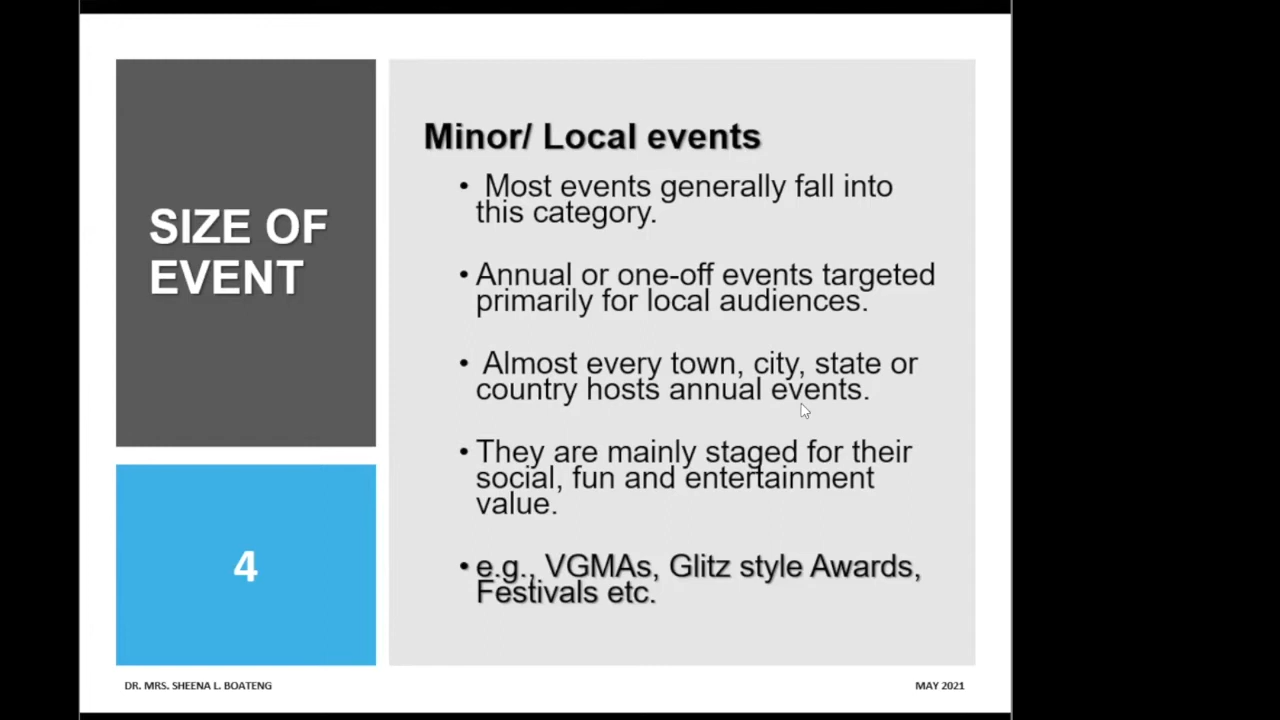 SIZE OF
EVENT
4
Minor/ Local events
• Most events generally fall into
this category.
• Annual or one-off events targeted
primarily for local audiences.
• Almost every town, city, state or
country hosts annual events.
• They are mainly staged for their
social, fun and entertainment
value.
• e.g., VGMAs, Glitz style Awards,
Festivals etc.
DR. MRS. SHEENA L. BOATENG
MAY 2021